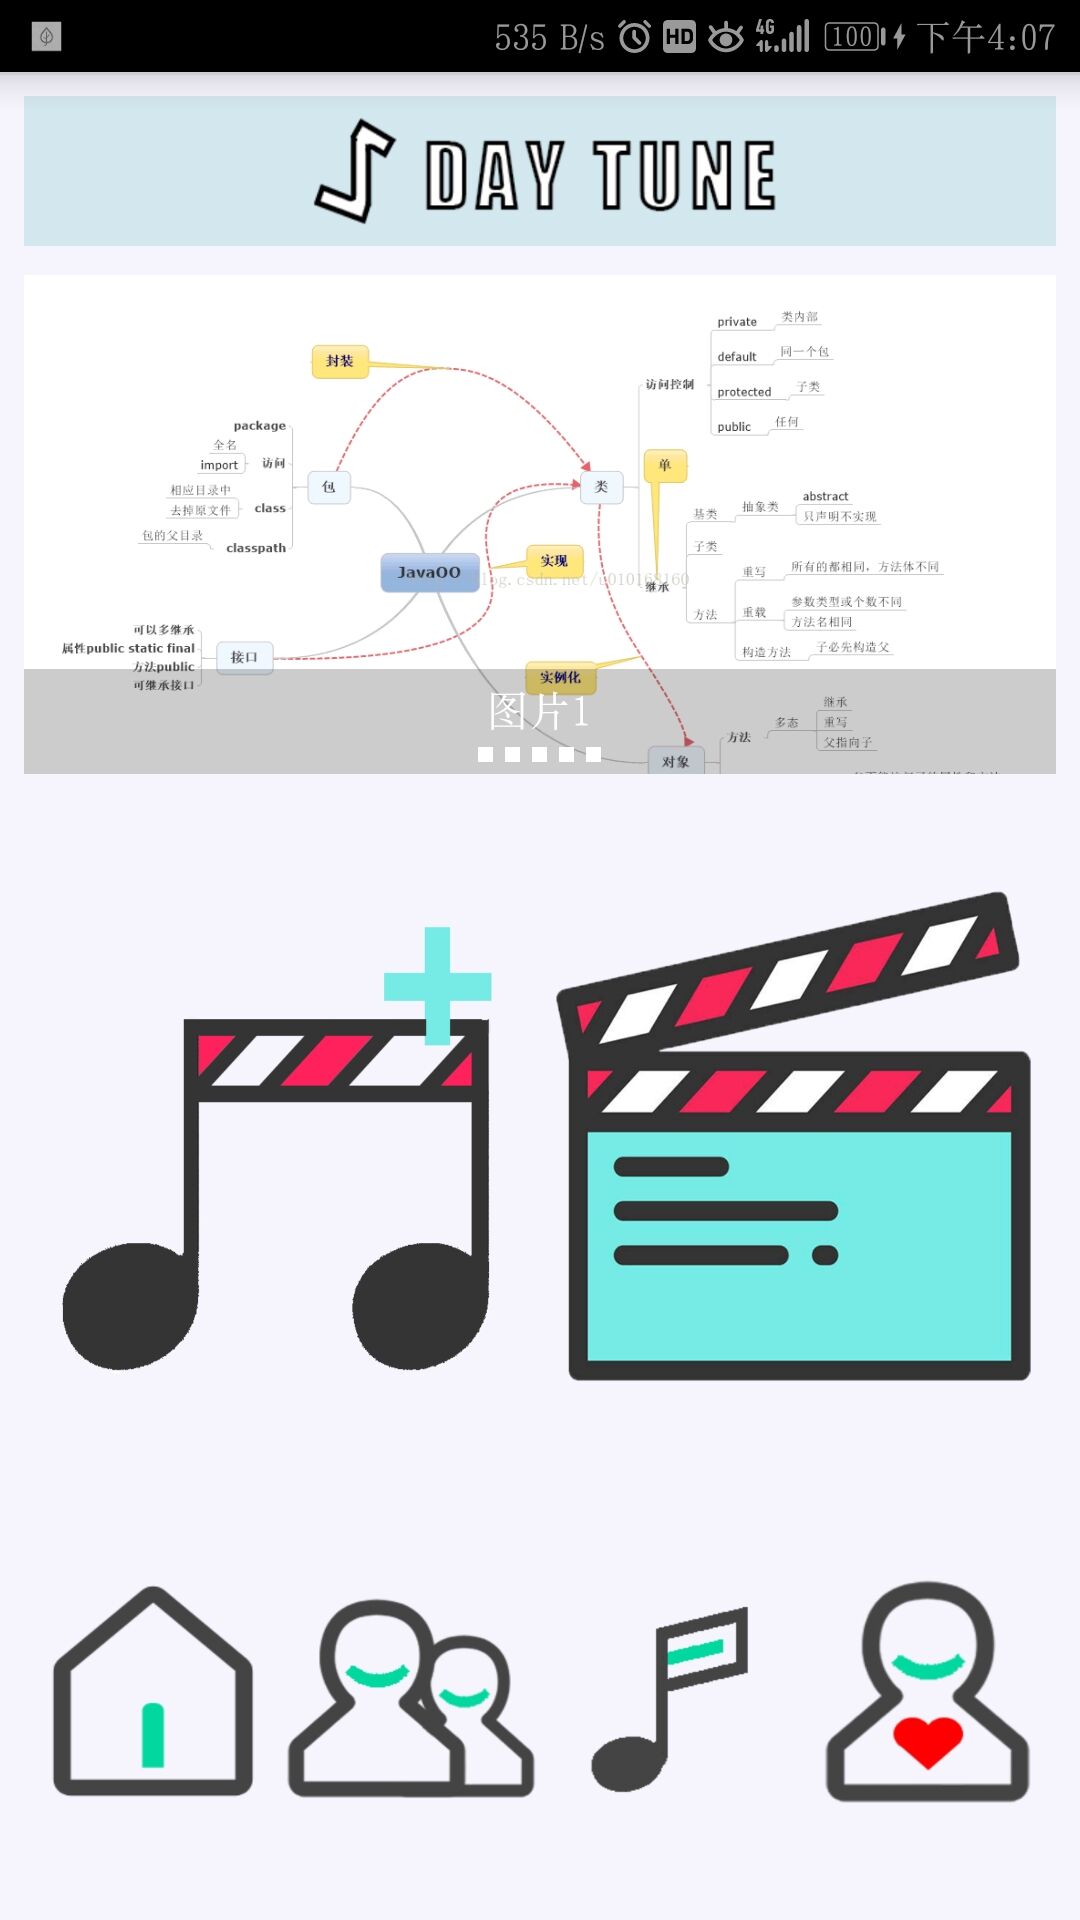 535 B/s HD 4G 100 下午4:07
DAY TUNE
private 类内部
default 同一个包
访问控制
protected 子类
public 任何
封装
package
全名
import 访问
相应目录中
去掉原文件 class
包的父目录
classpath
包
类
单
JavaOO
实现
基类 抽象类 abstract
只声明不实现
子类
继承
重写 所有的都相同，方法体不同
方法 重载 参数类型或个数不同
方法名相同
构造方法 子必先构造父
可以多继承
属性public static final
方法public
可继承接口
接口
实例化
图片1
对象
方法 多态 继承
重写
父指向子